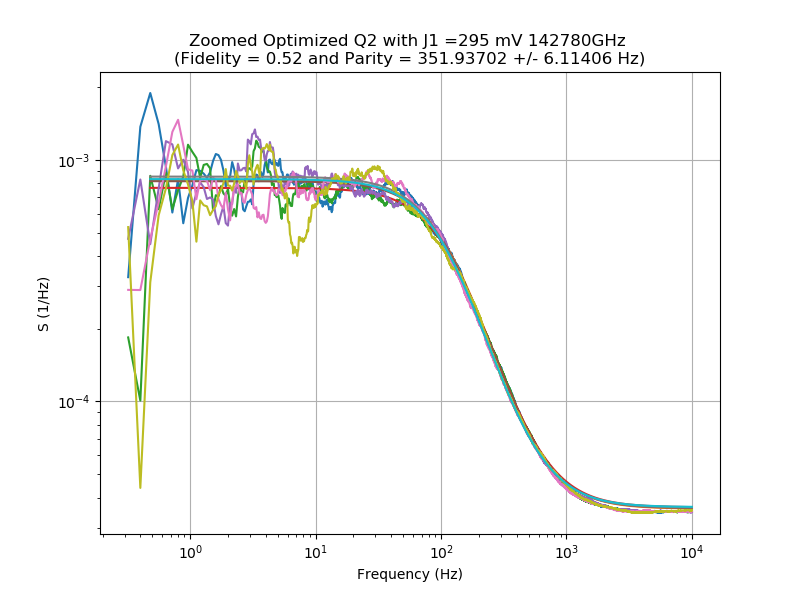 Zoomed Optimized Q2 with J1 =295 mV 142780GHz
(Fidelity = 0.52 and Parity = 351.93702 +/- 6.11406 Hz)
S (1/Hz)
10⁻³
10⁻⁴
10⁰ 10¹ 10² 10³ 10⁴
Frequency (Hz)